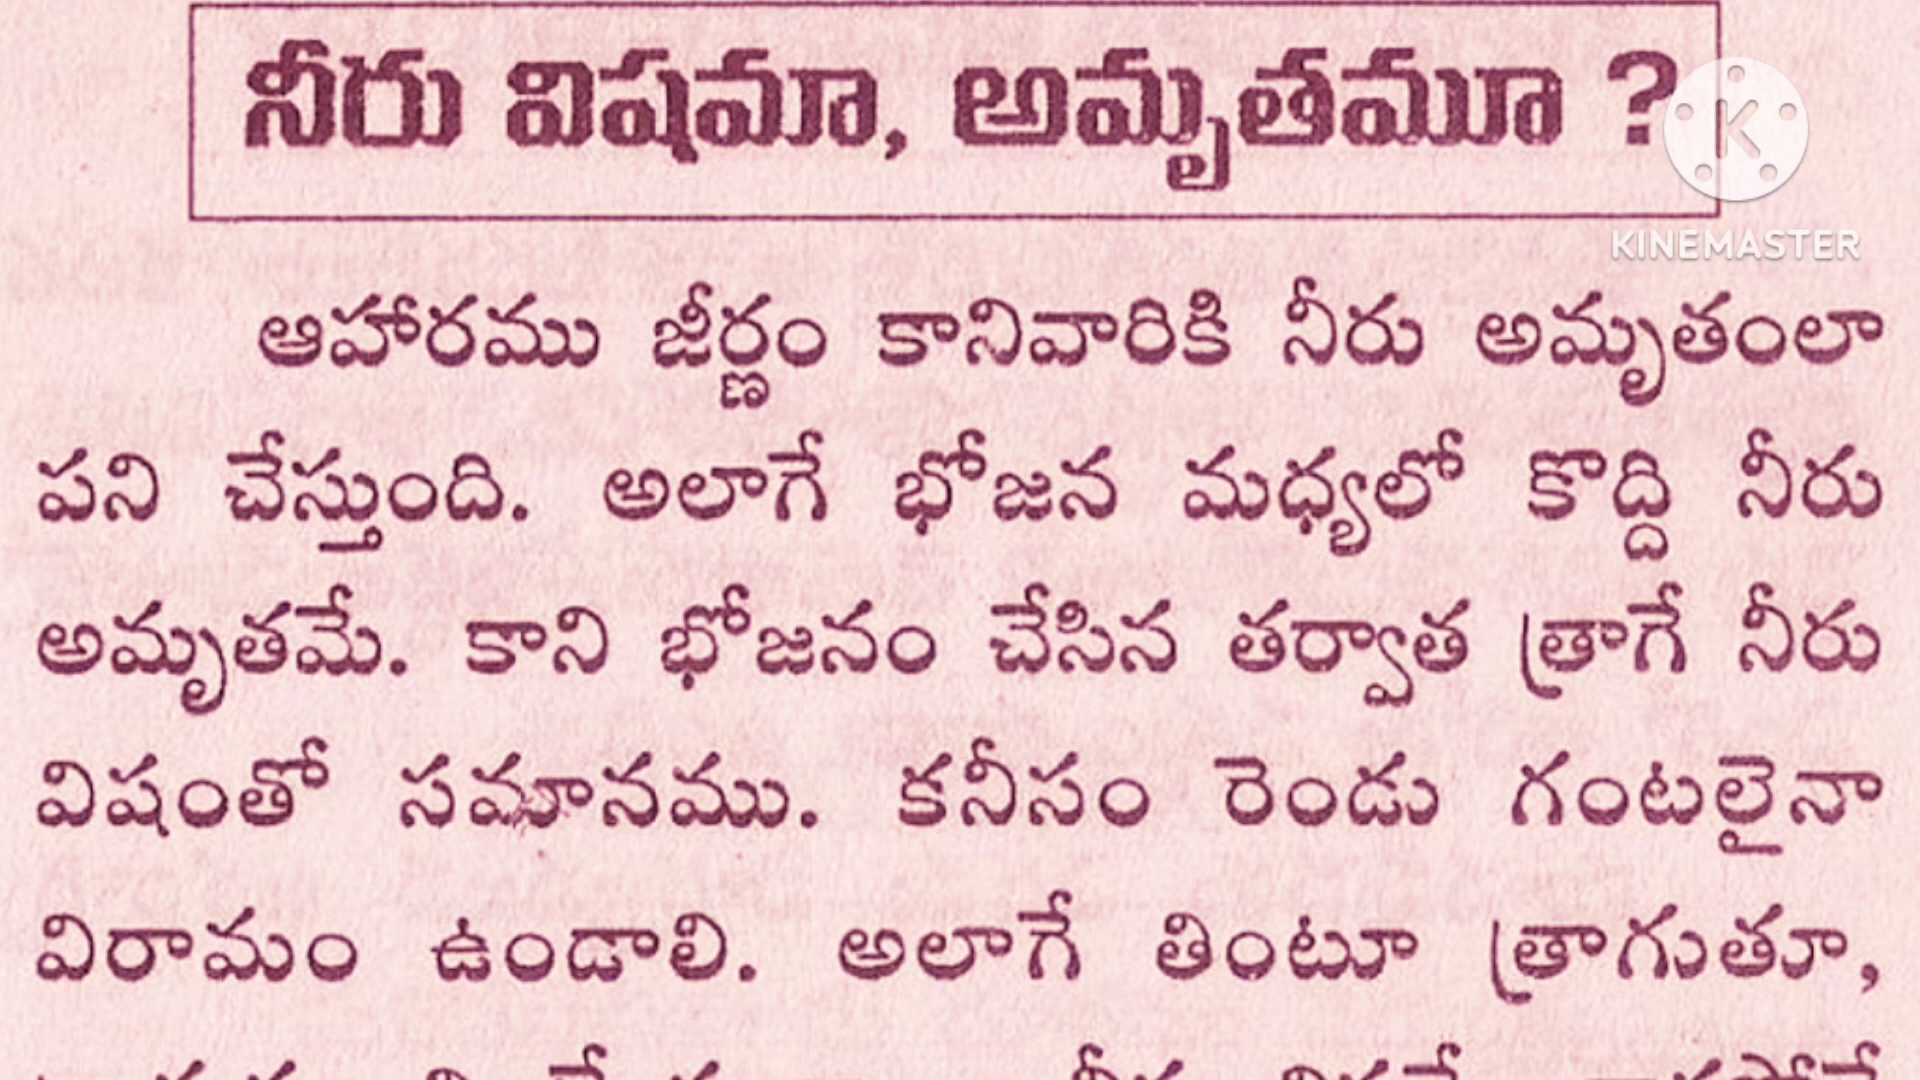 నీరు విషమా, అమృతమూ ?
KINEMASTER
ఆహారము జీర్ణం కానివారికి నీరు అమృతంలా
పని చేస్తుంది. అలాగే భోజన మధ్యలో కొద్ది నీరు
అమృతమే. కాని భోజనం చేసిన తర్వాత త్రాగే నీరు
విషంతో సమానము. కనీసం రెండు గంటలైనా
విరామం ఉండాలి. అలాగే తింటూ త్రాగుతూ,